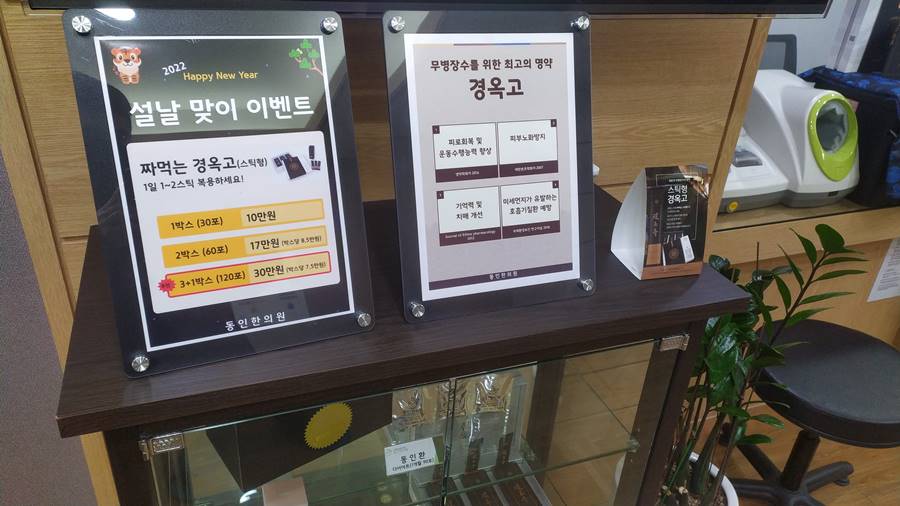 2022
Happy New Year
설날 맞이 이벤트
짜먹는 경옥고(스틱형)
1일 1~2스틱 복용하세요!
1박스 (30포) 10만원
2박스 (60포) 17만원 (박스당 8.5만원)
3+1박스 (120포) 30만원 (박스당 7.5만원)
동인한의원
무병장수를 위한 최고의 명약
경옥고
피로회복 및
운동수행능력 향상
피부노화방지
기억력 및
치매 개선
미세먼지가 유발하는
호흡기질환 예방
동인한의원
스틱형
경옥고
동인환